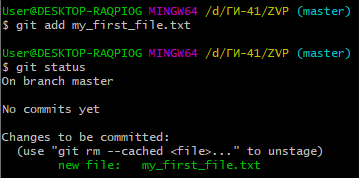 User@DESKTOP-RAQPIOG MINGW64 /d/ГИ-41/ZVP (master)
$ git add my_first_file.txt
User@DESKTOP-RAQPIOG MINGW64 /d/ГИ-41/ZVP (master)
$ git status
On branch master
No commits yet
Changes to be committed:
(use "git rm --cached <file>..." to unstage)
new file: my_first_file.txt